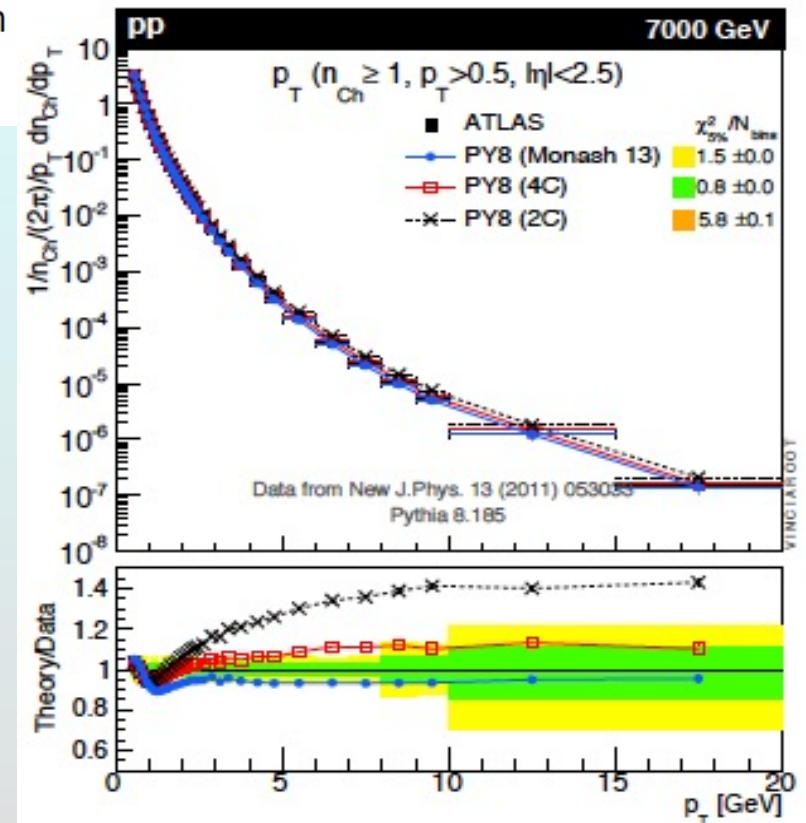 n
pp 7000 GeV
p_T (n_Ch ≥ 1, p_T>0.5, |η|<2.5)
ATLAS χ²_5%/N_bins
PY8 (Monash 13) 1.5 ±0.0
PY8 (4C) 0.8 ±0.0
PY8 (2C) 5.8 ±0.1
1/n_Ch/(2π)/p_T dn_Ch/dp_T
10
1
10^-1
10^-2
10^-3
10^-4
10^-5
10^-6
10^-7
10^-8
Data from New J.Phys. 13 (2011) 053033
Pythia 8.185
VINCIAROOT
Theory/Data
1.4
1.2
1
0.8
0.6
0 5 10 15 20
p_T [GeV]